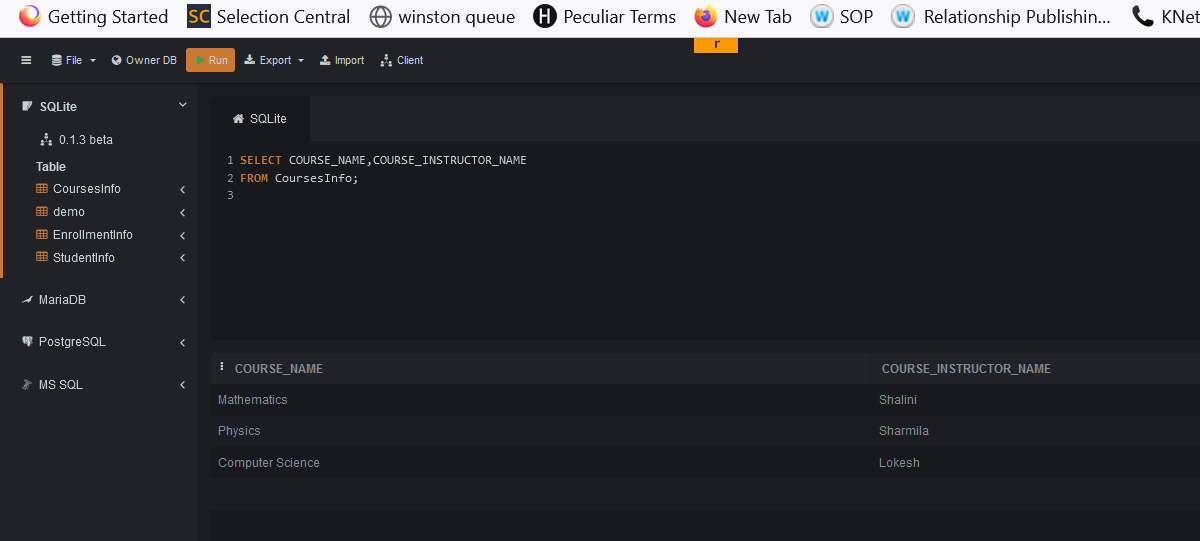 Getting Started SC Selection Central winston queue H Peculiar Terms New Tab W SOP W Relationship Publishin... KNet
r
File Owner DB Run Export Import Client
SQLite
0.1.3 beta
Table
CoursesInfo
demo
EnrollmentInfo
StudentInfo
MariaDB
PostgreSQL
MS SQL
SQLite
1 SELECT COURSE_NAME,COURSE_INSTRUCTOR_NAME
2 FROM CoursesInfo;
3
COURSE_NAME COURSE_INSTRUCTOR_NAME
Mathematics Shalini
Physics Sharmila
Computer Science Lokesh